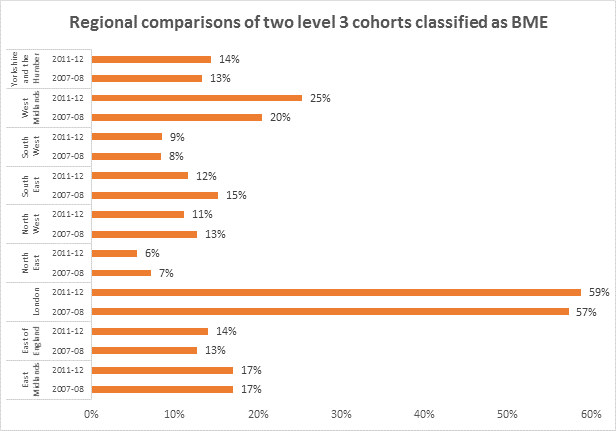 Regional comparisons of two level 3 cohorts classified as BME
Yorkshire
and the
Humber
2011-12
14%
2007-08
13%
West
Midlands
2011-12
25%
2007-08
20%
South
West
2011-12
9%
2007-08
8%
South
East
2011-12
12%
2007-08
15%
North
West
2011-12
11%
2007-08
13%
North
East
2011-12
6%
2007-08
7%
London
2011-12
59%
2007-08
57%
East of
England
2011-12
14%
2007-08
13%
East
Midlands
2011-12
17%
2007-08
17%
0% 10% 20% 30% 40% 50% 60%